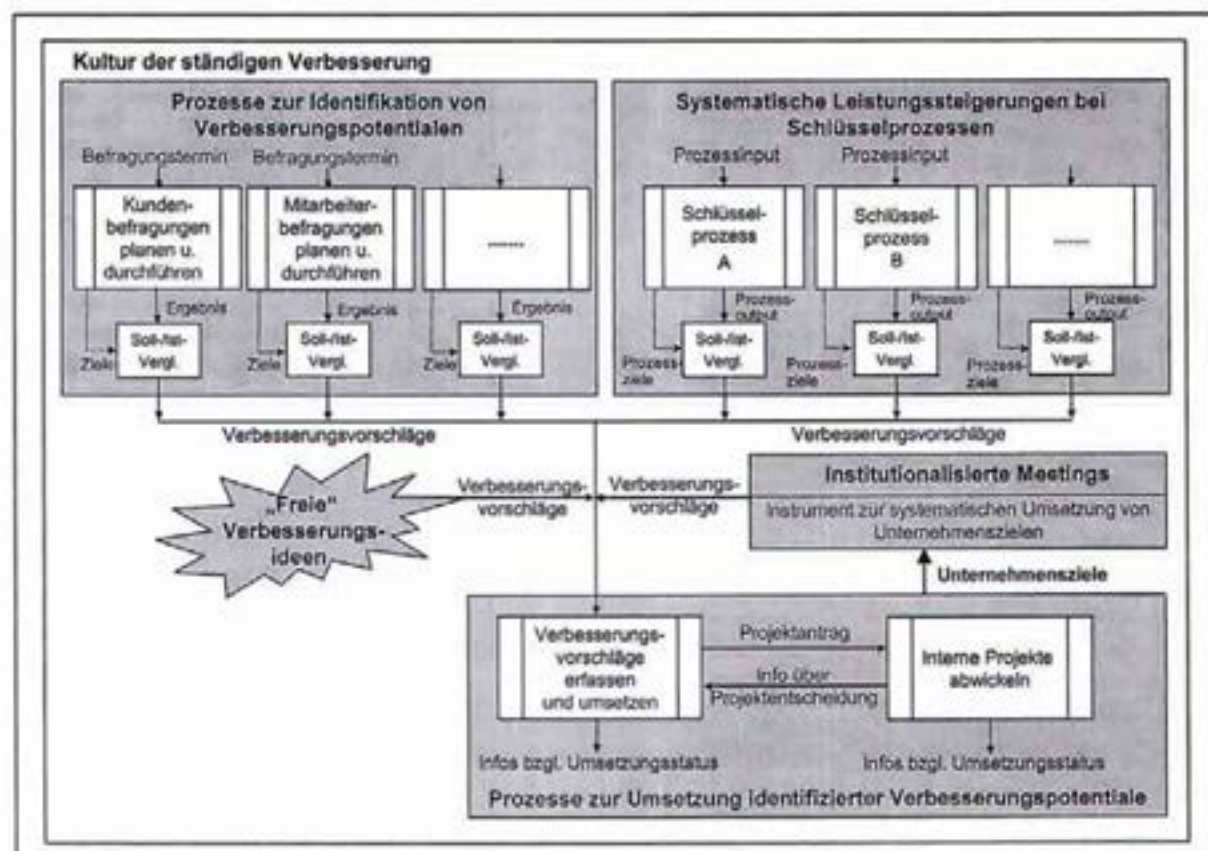 Kultur der ständigen Verbesserung
Prozesse zur Identifikation von
Verbesserungspotentialen
Befragungstermin
Befragungstermin
Kunden-
befragungen
planen u.
durchführen
Mitarbeiter-
befragungen
planen u.
durchführen
------
Ergebnis
Ergebnis
Ergebnis
Ziele
Soll-/Ist-
Vergl.
Ziele
Soll-/Ist-
Vergl.
Ziele
Soll-/Ist-
Vergl.
Systematische Leistungssteigerungen bei
Schlüsselprozessen
Prozessinput
Prozessinput
Schlüssel-
prozess
A
Schlüssel-
prozess
B
------
Prozess-
output
Prozess-
output
Prozess-
output
Prozess-
ziele
Soll-/Ist-
Vergl.
Prozess-
ziele
Soll-/Ist-
Vergl.
Prozess-
ziele
Soll-/Ist-
Vergl.
Verbesserungsvorschläge
Verbesserungsvorschläge
„Freie“
Verbesserungs-
ideen
Verbesserungs-
vorschläge
Verbesserungs-
vorschläge
Institutionalisierte Meetings
Instrument zur systematischen Umsetzung von
Unternehmenszielen
Unternehmensziele
Verbesserungs-
vorschläge
erfassen
und umsetzen
Projektantrag
Info über
Projektentscheidung
Interne Projekte
abwickeln
Infos bzgl. Umsetzungsstatus
Infos bzgl. Umsetzungsstatus
Prozesse zur Umsetzung identifizierter Verbesserungspotentiale